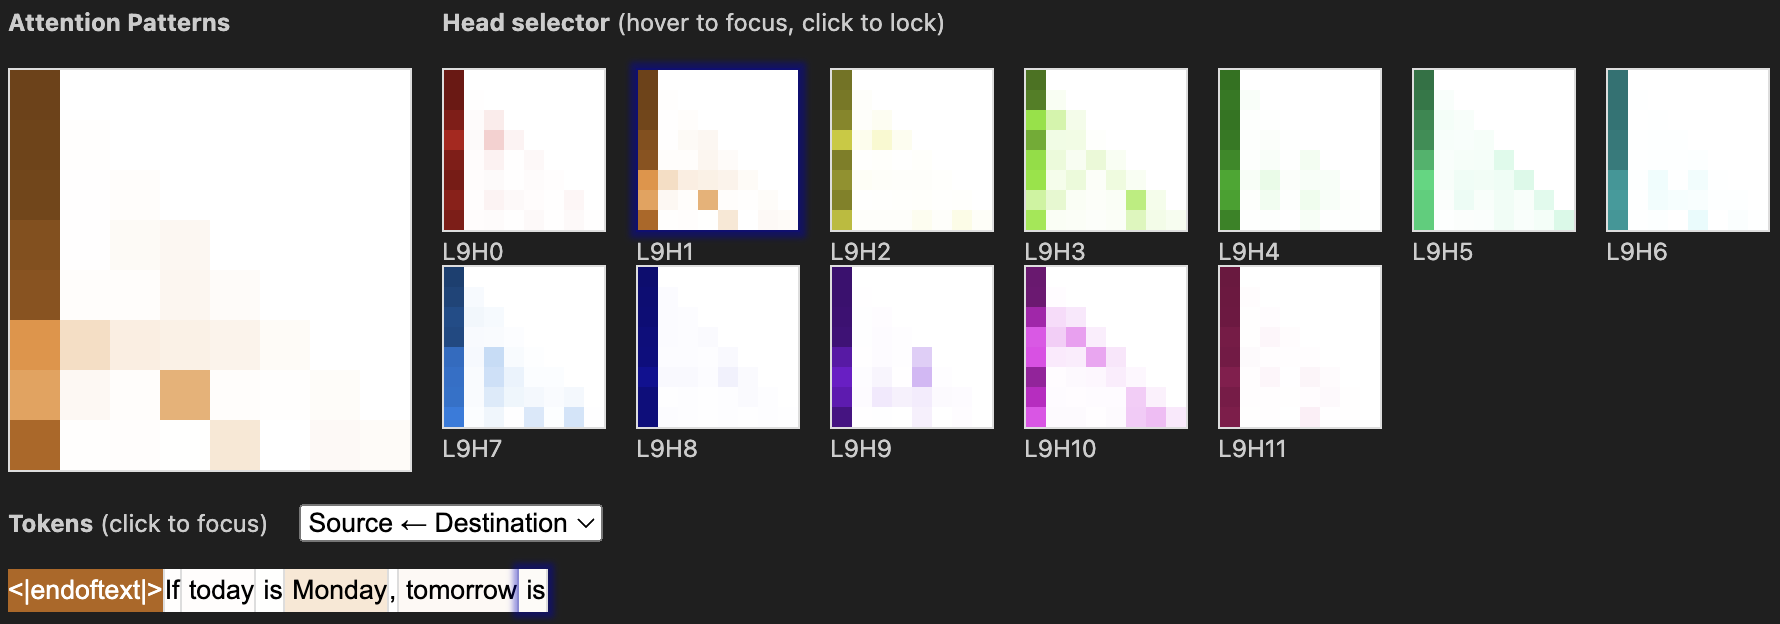 Attention Patterns
Head selector (hover to focus, click to lock)
L9H0 L9H1 L9H2 L9H3 L9H4 L9H5 L9H6
L9H7 L9H8 L9H9 L9H10 L9H11
Tokens (click to focus) Source ← Destination
<|endoftext|>If today is Monday, tomorrow is